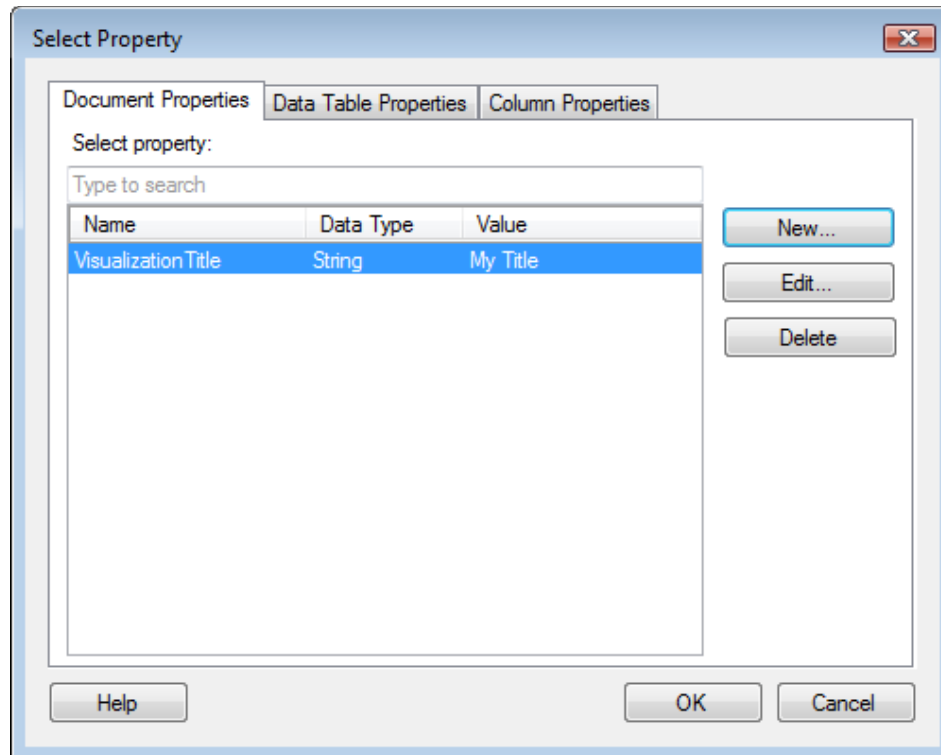 Select Property
Document Properties Data Table Properties Column Properties
Select property:
Type to search
Name Data Type Value
VisualizationTitle String My Title
New...
Edit...
Delete
Help OK Cancel